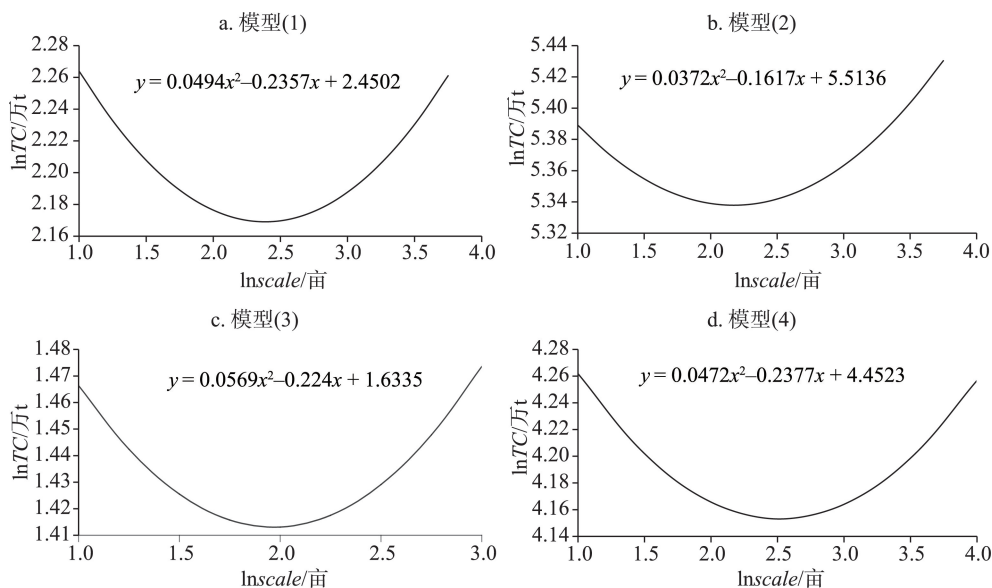 a. 模型(1)
2.28
2.26
2.24
2.22
2.20
2.18
2.16
lnTC/万t
y = 0.0494x²–0.2357x + 2.4502
1.0 1.5 2.0 2.5 3.0 3.5 4.0
lnscale/亩
b. 模型(2)
5.44
5.42
5.40
5.38
5.36
5.34
5.32
lnTC/万t
y = 0.0372x²–0.1617x + 5.5136
1.0 1.5 2.0 2.5 3.0 3.5 4.0
lnscale/亩
c. 模型(3)
1.48
1.47
1.46
1.45
1.44
1.43
1.42
1.41
lnTC/万t
y = 0.0569x²–0.224x + 1.6335
1.0 1.5 2.0 2.5 3.0
lnscale/亩
d. 模型(4)
4.28
4.26
4.24
4.22
4.20
4.18
4.16
4.14
lnTC/万t
y = 0.0472x²–0.2377x + 4.4523
1.0 1.5 2.0 2.5 3.0 3.5 4.0
lnscale/亩